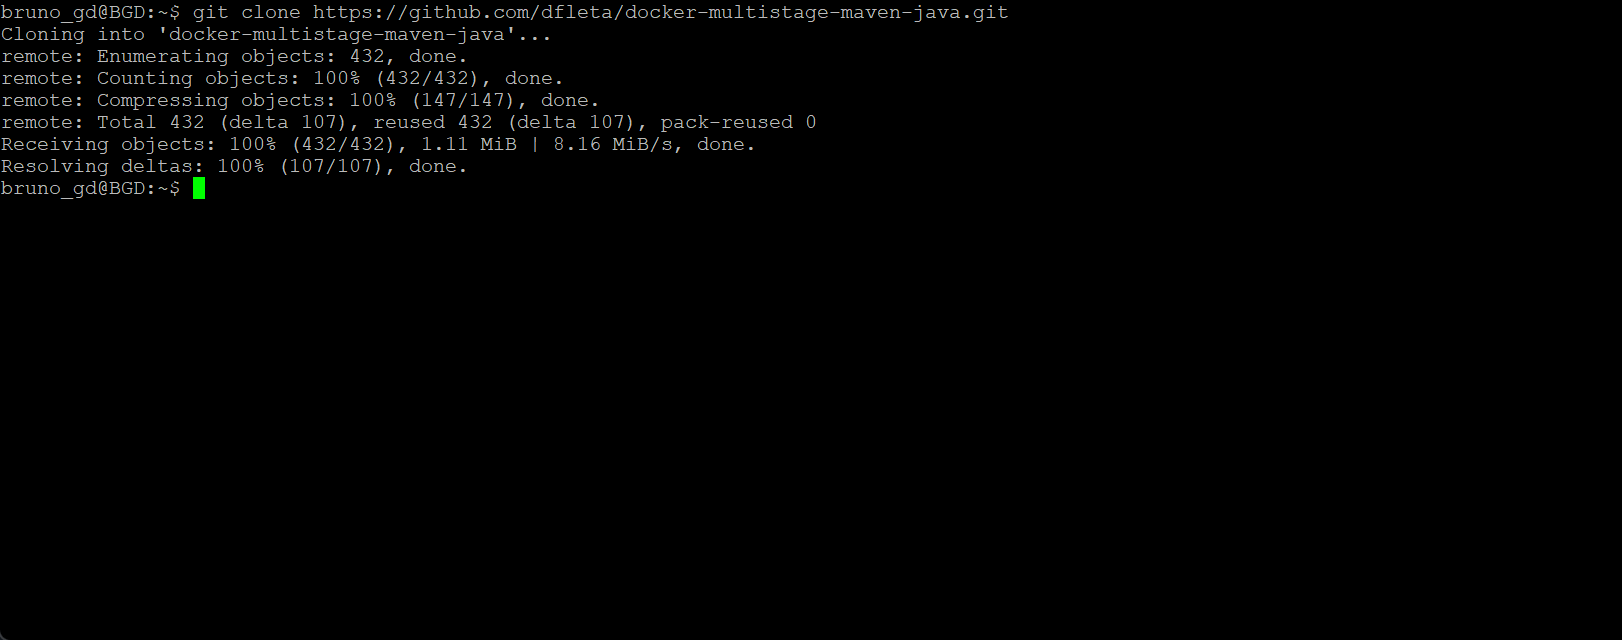 bruno_gd@BGD:~$ git clone https://github.com/dfleta/docker-multistage-maven-java.git
Cloning into 'docker-multistage-maven-java'...
remote: Enumerating objects: 432, done.
remote: Counting objects: 100% (432/432), done.
remote: Compressing objects: 100% (147/147), done.
remote: Total 432 (delta 107), reused 432 (delta 107), pack-reused 0
Receiving objects: 100% (432/432), 1.11 MiB | 8.16 MiB/s, done.
Resolving deltas: 100% (107/107), done.
bruno_gd@BGD:~$